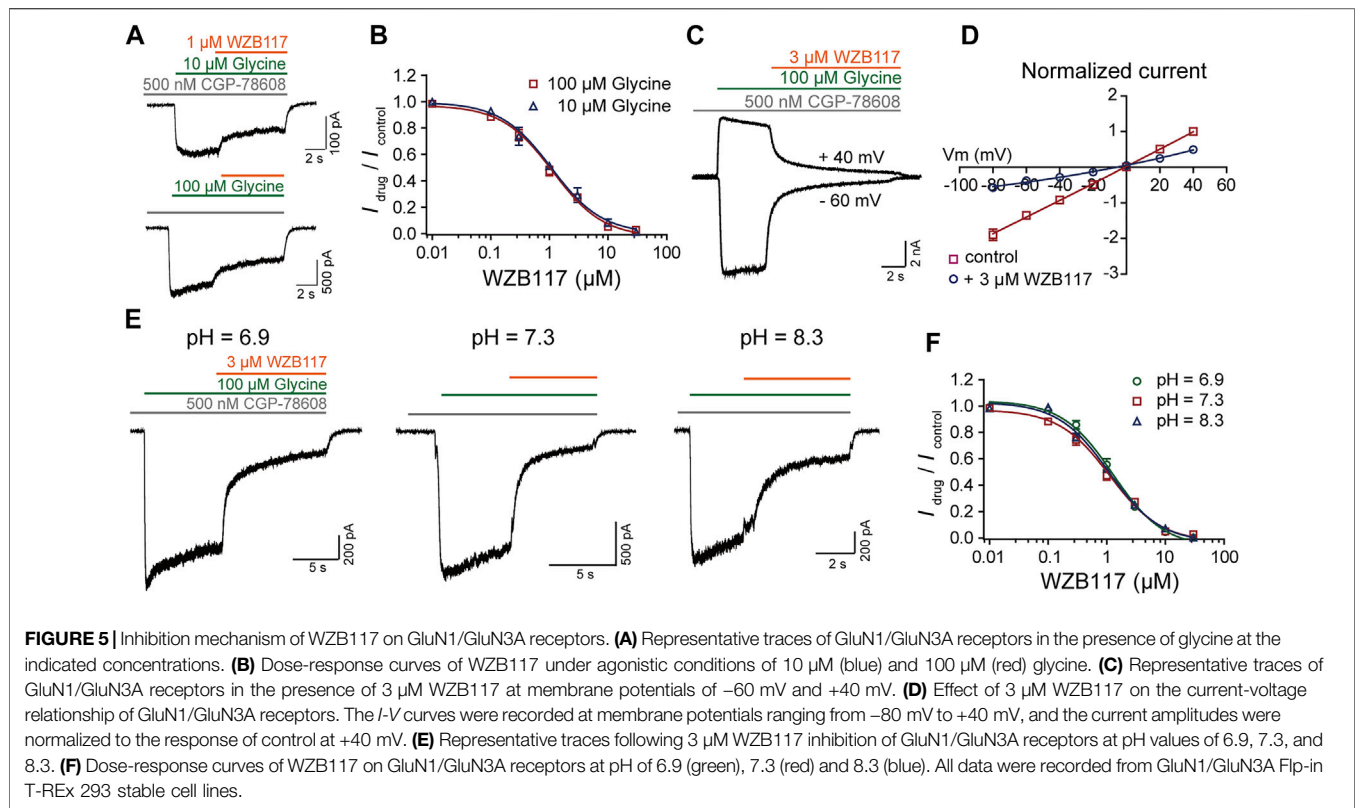 A
1 µM WZB117
10 µM Glycine
500 nM CGP-78608
2 s
100 pA
100 µM Glycine
2 s
500 pA
B
1.2
1.0
0.8
0.6
0.4
0.2
0.0
I drug / I control
100 µM Glycine
10 µM Glycine
0.01 0.1 1 10 100
WZB117 (µM)
C
3 µM WZB117
100 µM Glycine
500 nM CGP-78608
+ 40 mV
- 60 mV
2 s
2 nA
D
Normalized current
2
1
Vm (mV)
-100 -80 -60 -40 -20 20 40 60
-1
-2
-3
control
+ 3 µM WZB117
E
pH = 6.9
3 µM WZB117
100 µM Glycine
500 nM CGP-78608
5 s
200 pA
pH = 7.3
5 s
500 pA
pH = 8.3
2 s
200 pA
F
1.2
1.0
0.8
0.6
0.4
0.2
0.0
I drug / I control
pH = 6.9
pH = 7.3
pH = 8.3
0.01 0.1 1 10 100
WZB117 (µM)
FIGURE 5 | Inhibition mechanism of WZB117 on GluN1/GluN3A receptors. (A) Representative traces of GluN1/GluN3A receptors in the presence of glycine at the
indicated concentrations. (B) Dose-response curves of WZB117 under agonistic conditions of 10 µM (blue) and 100 µM (red) glycine. (C) Representative traces of
GluN1/GluN3A receptors in the presence of 3 µM WZB117 at membrane potentials of −60 mV and +40 mV. (D) Effect of 3 µM WZB117 on the current-voltage
relationship of GluN1/GluN3A receptors. The I-V curves were recorded at membrane potentials ranging from −80 mV to +40 mV, and the current amplitudes were
normalized to the response of control at +40 mV. (E) Representative traces following 3 µM WZB117 inhibition of GluN1/GluN3A receptors at pH values of 6.9, 7.3, and
8.3. (F) Dose-response curves of WZB117 on GluN1/GluN3A receptors at pH of 6.9 (green), 7.3 (red) and 8.3 (blue). All data were recorded from GluN1/GluN3A Flp-in
T-REx 293 stable cell lines.